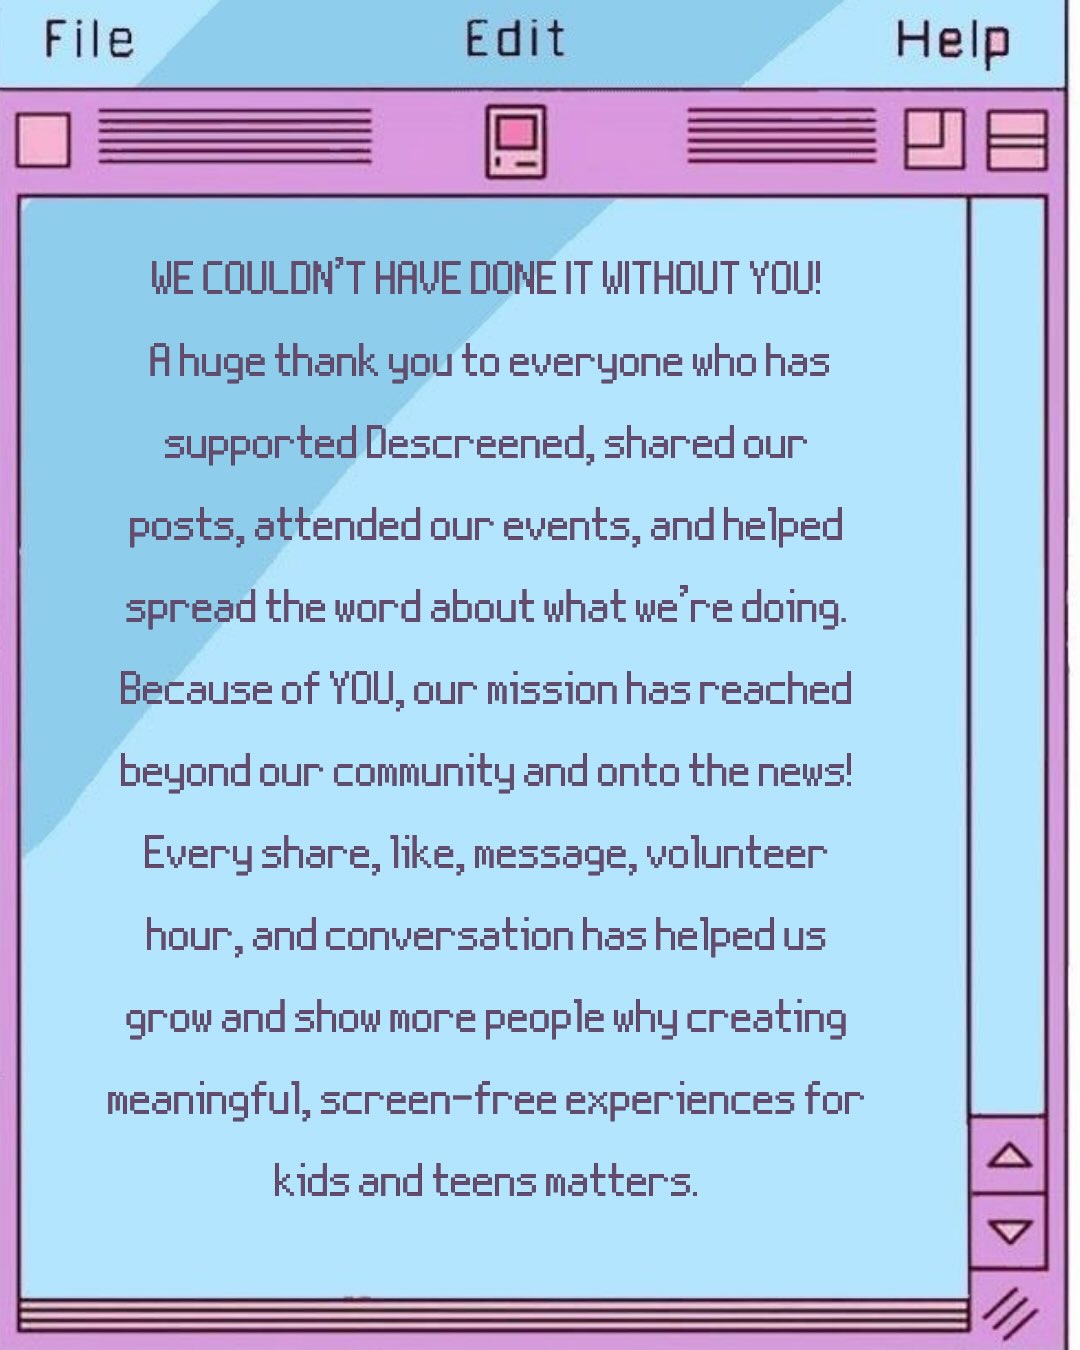 File Edit Help
WE COULDN'T HAVE DONE IT WITHOUT YOU!
A huge thank you to everyone who has
supported Descreened, shared our
posts, attended our events, and helped
spread the word about what we're doing.
Because of YOU, our mission has reached
beyond our community and onto the news!
Every share, like, message, volunteer
hour, and conversation has helped us
grow and show more people why creating
meaningful, screen-free experiences for
kids and teens matters.